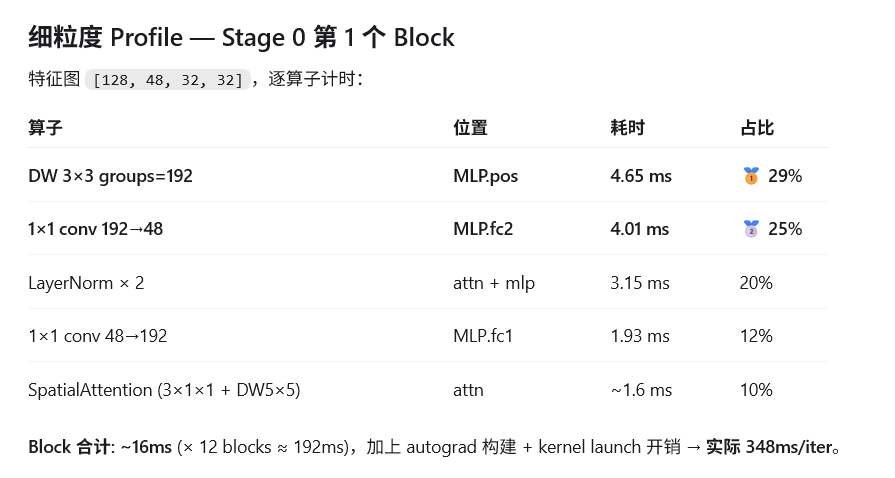 细粒度 Profile — Stage 0 第 1 个 Block
特征图 [128, 48, 32, 32]，逐算子计时：
算子 位置 耗时 占比
DW 3×3 groups=192 MLP.pos 4.65 ms 🥇 29%
1×1 conv 192→48 MLP.fc2 4.01 ms 🥈 25%
LayerNorm × 2 attn + mlp 3.15 ms 20%
1×1 conv 48→192 MLP.fc1 1.93 ms 12%
SpatialAttention (3×1×1 + DW5×5) attn ~1.6 ms 10%
Block 合计: ~16ms (× 12 blocks ≈ 192ms)，加上 autograd 构建 + kernel launch 开销 → 实际 348ms/iter。